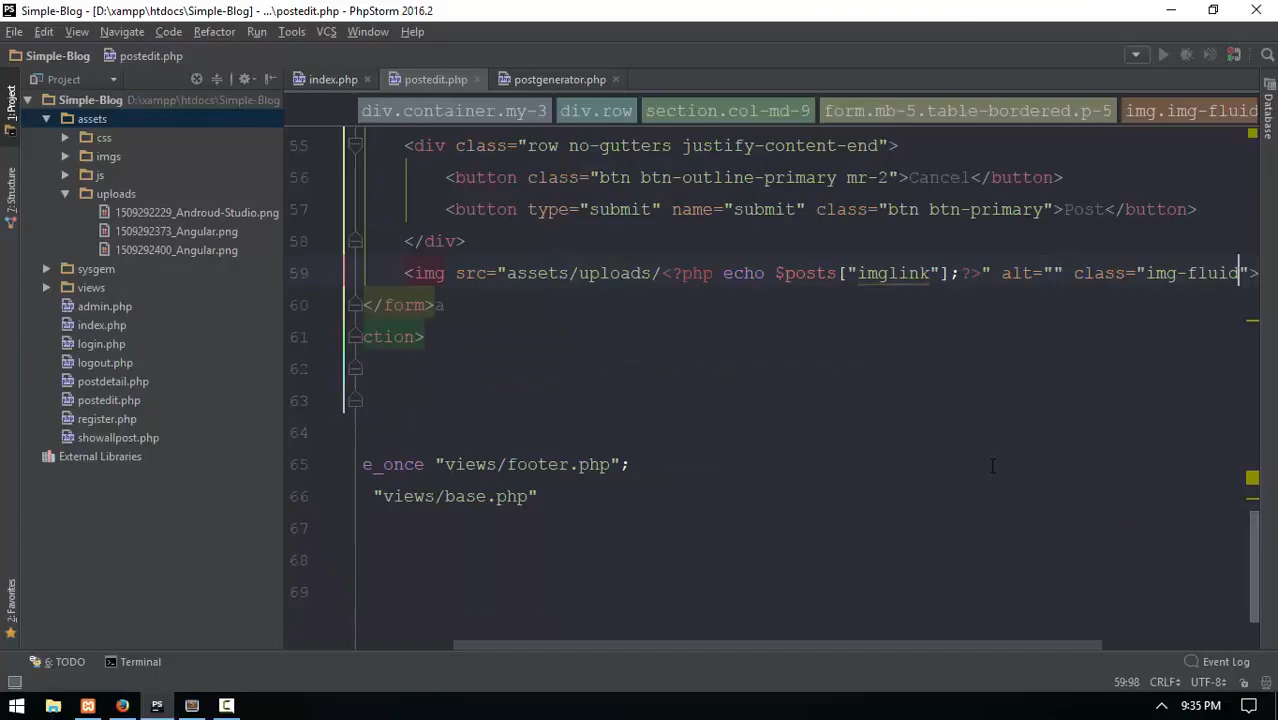 Simple-Blog - [D:\xampp\htdocs\Simple-Blog] - ...\postedit.php - PhpStorm 2016.2
File Edit View Navigate Code Refactor Run Tools VCS Window Help
Simple-Blog postedit.php
Project index.php postedit.php postgenerator.php
Simple-Blog D:\xampp\htdocs\Simple-Blog
div.container.my-3 div.row section.col-md-9 form.mb-5.table-bordered.p-5 img.img-fluid
assets
css
imgs
js
uploads
1509292229_Androud-Studio.png
1509292373_Angular.png
1509292400_Angular.png
sysgem
views
admin.php
index.php
login.php
logout.php
postdetail.php
postedit.php
register.php
showallpost.php
External Libraries
1: Project
7: Structure
2: Favorites
Database
55 <div class="row no-gutters justify-content-end">
56 <button class="btn btn-outline-primary mr-2">Cancel</button>
57 <button type="submit" name="submit" class="btn btn-primary">Post</button>
58 </div>
59 <img src="assets/uploads/<?php echo $posts["imglink"];?>" alt="" class="img-fluid">
60 </form>a
61 ction>
62
63
64
65 e_once "views/footer.php";
66 "views/base.php"
67
68
69
6: TODO Terminal Event Log
59:98 CRLF UTF-8
9:35 PM